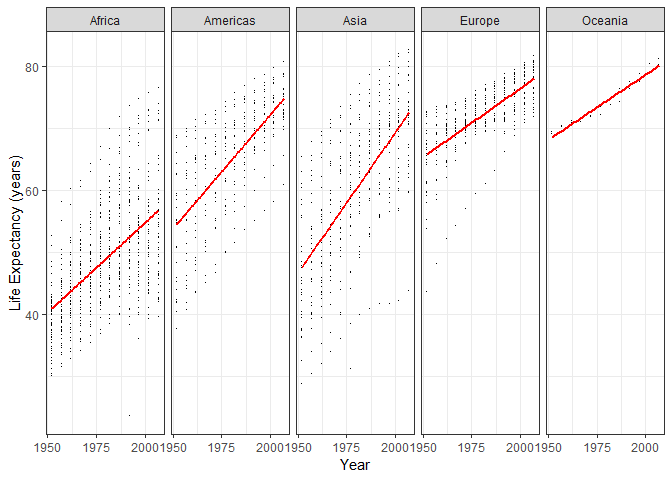 Africa Americas Asia Europe Oceania
Life Expectancy (years)
80
60
40
1950 1975 2000 1950 1975 2000 1950 1975 2000 1950 1975 2000 1950 1975 2000
Year